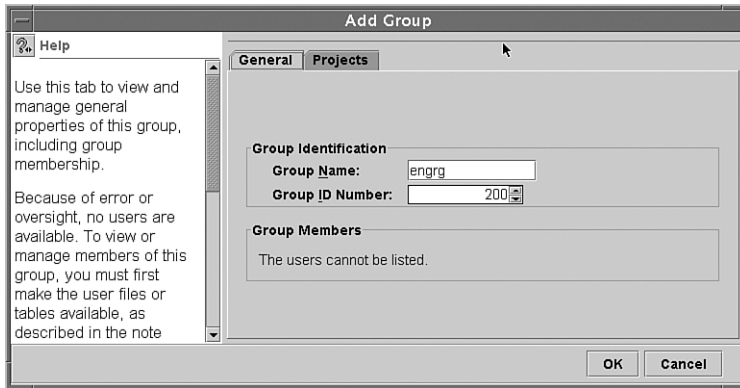 Add Group
Help
Use this tab to view and
manage general
properties of this group,
including group
membership.
Because of error or
oversight, no users are
available. To view or
manage members of this
group, you must first
make the user files or
tables available, as
described in the note
General Projects
Group Identification
Group Name: engrg
Group ID Number: 200
Group Members
The users cannot be listed.
OK Cancel